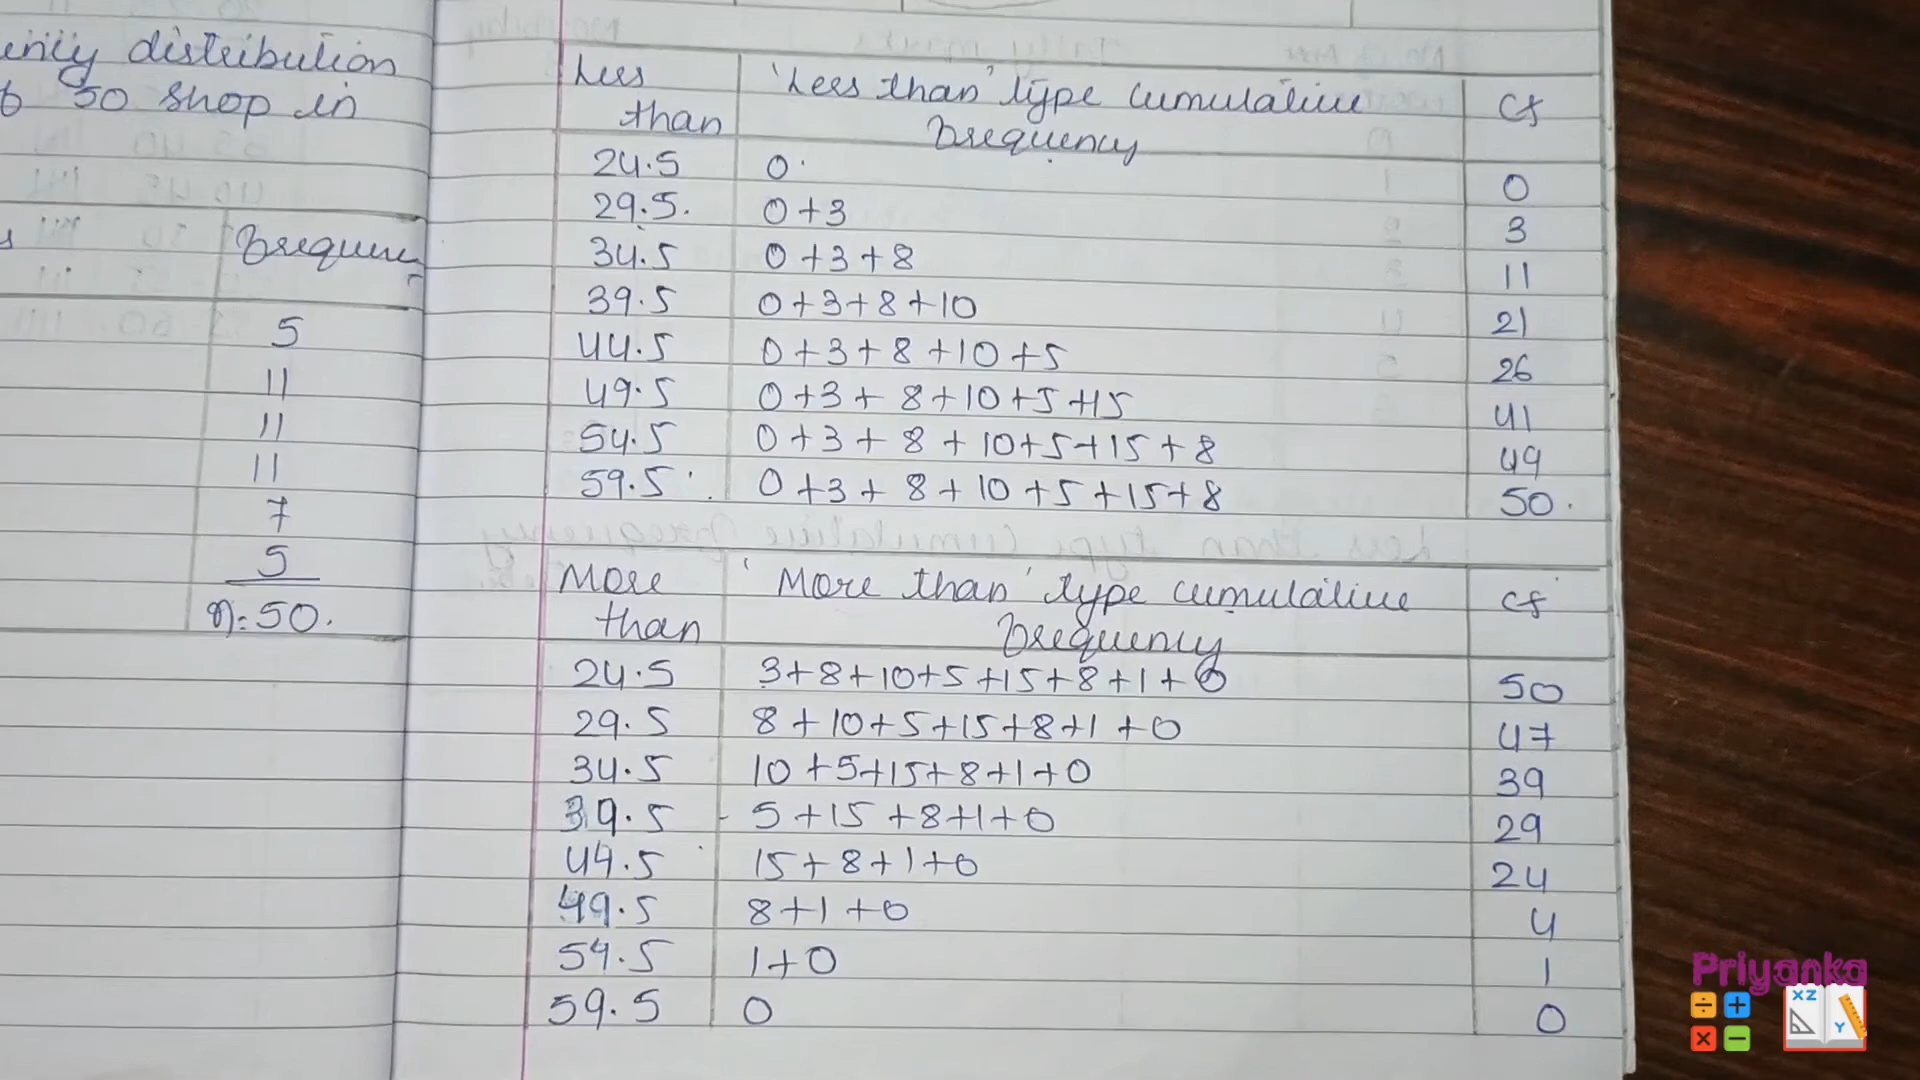 distribution
50 shop in
Frequency
5
11
11
11
7
5
n=50.
Less than | 'Less than' type cumulative frequency | cf
24.5 | 0 | 0
29.5 | 0+3 | 3
34.5 | 0+3+8 | 11
39.5 | 0+3+8+10 | 21
44.5 | 0+3+8+10+5 | 26
49.5 | 0+3+8+10+5+15 | 41
54.5 | 0+3+8+10+5+15+8 | 49
59.5 | 0+3+8+10+5+15+8 | 50.
More than | 'More than' type cumulative frequency | cf
24.5 | 3+8+10+5+15+8+1+0 | 50
29.5 | 8+10+5+15+8+1+0 | 47
34.5 | 10+5+15+8+1+0 | 39
39.5 | 5+15+8+1+0 | 29
44.5 | 15+8+1+0 | 24
49.5 | 8+1+0 | 4
54.5 | 1+0 | 1
59.5 | 0 | 0
Priyanka
XZ
Y